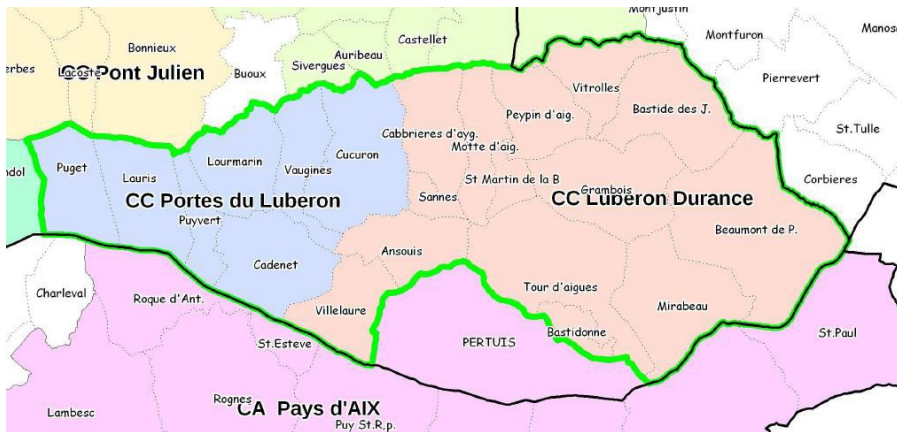 Montjustin
Castellet
Montfuron
Manos
Bonnieux
Auribeau
erbes
Lacoste
CC Pont Julien
Buoux
Sivergues
Pierrevert
Vitrolles
Peypin d'aig.
Bastide des J.
St.Tulle
Cabbrieres d'ayg.
Motte d'aig.
Cucuron
Lourmarin
Puget
ndol
Lauris
Vaugines
St Martin de la B
Corbieres
Grambois
Sannes
CC Portes du Luberon
CC Luberon Durance
Puyvert
Beaumont de P.
Ansouis
Cadenet
Charleval
Tour d'aigues
Roque d'Ant.
Villelaure
Mirabeau
Bastidonne
St.Paul
St.Esteve
PERTUIS
Rognes
Lambesc
CA Pays d'AIX
Puy St.R,p.